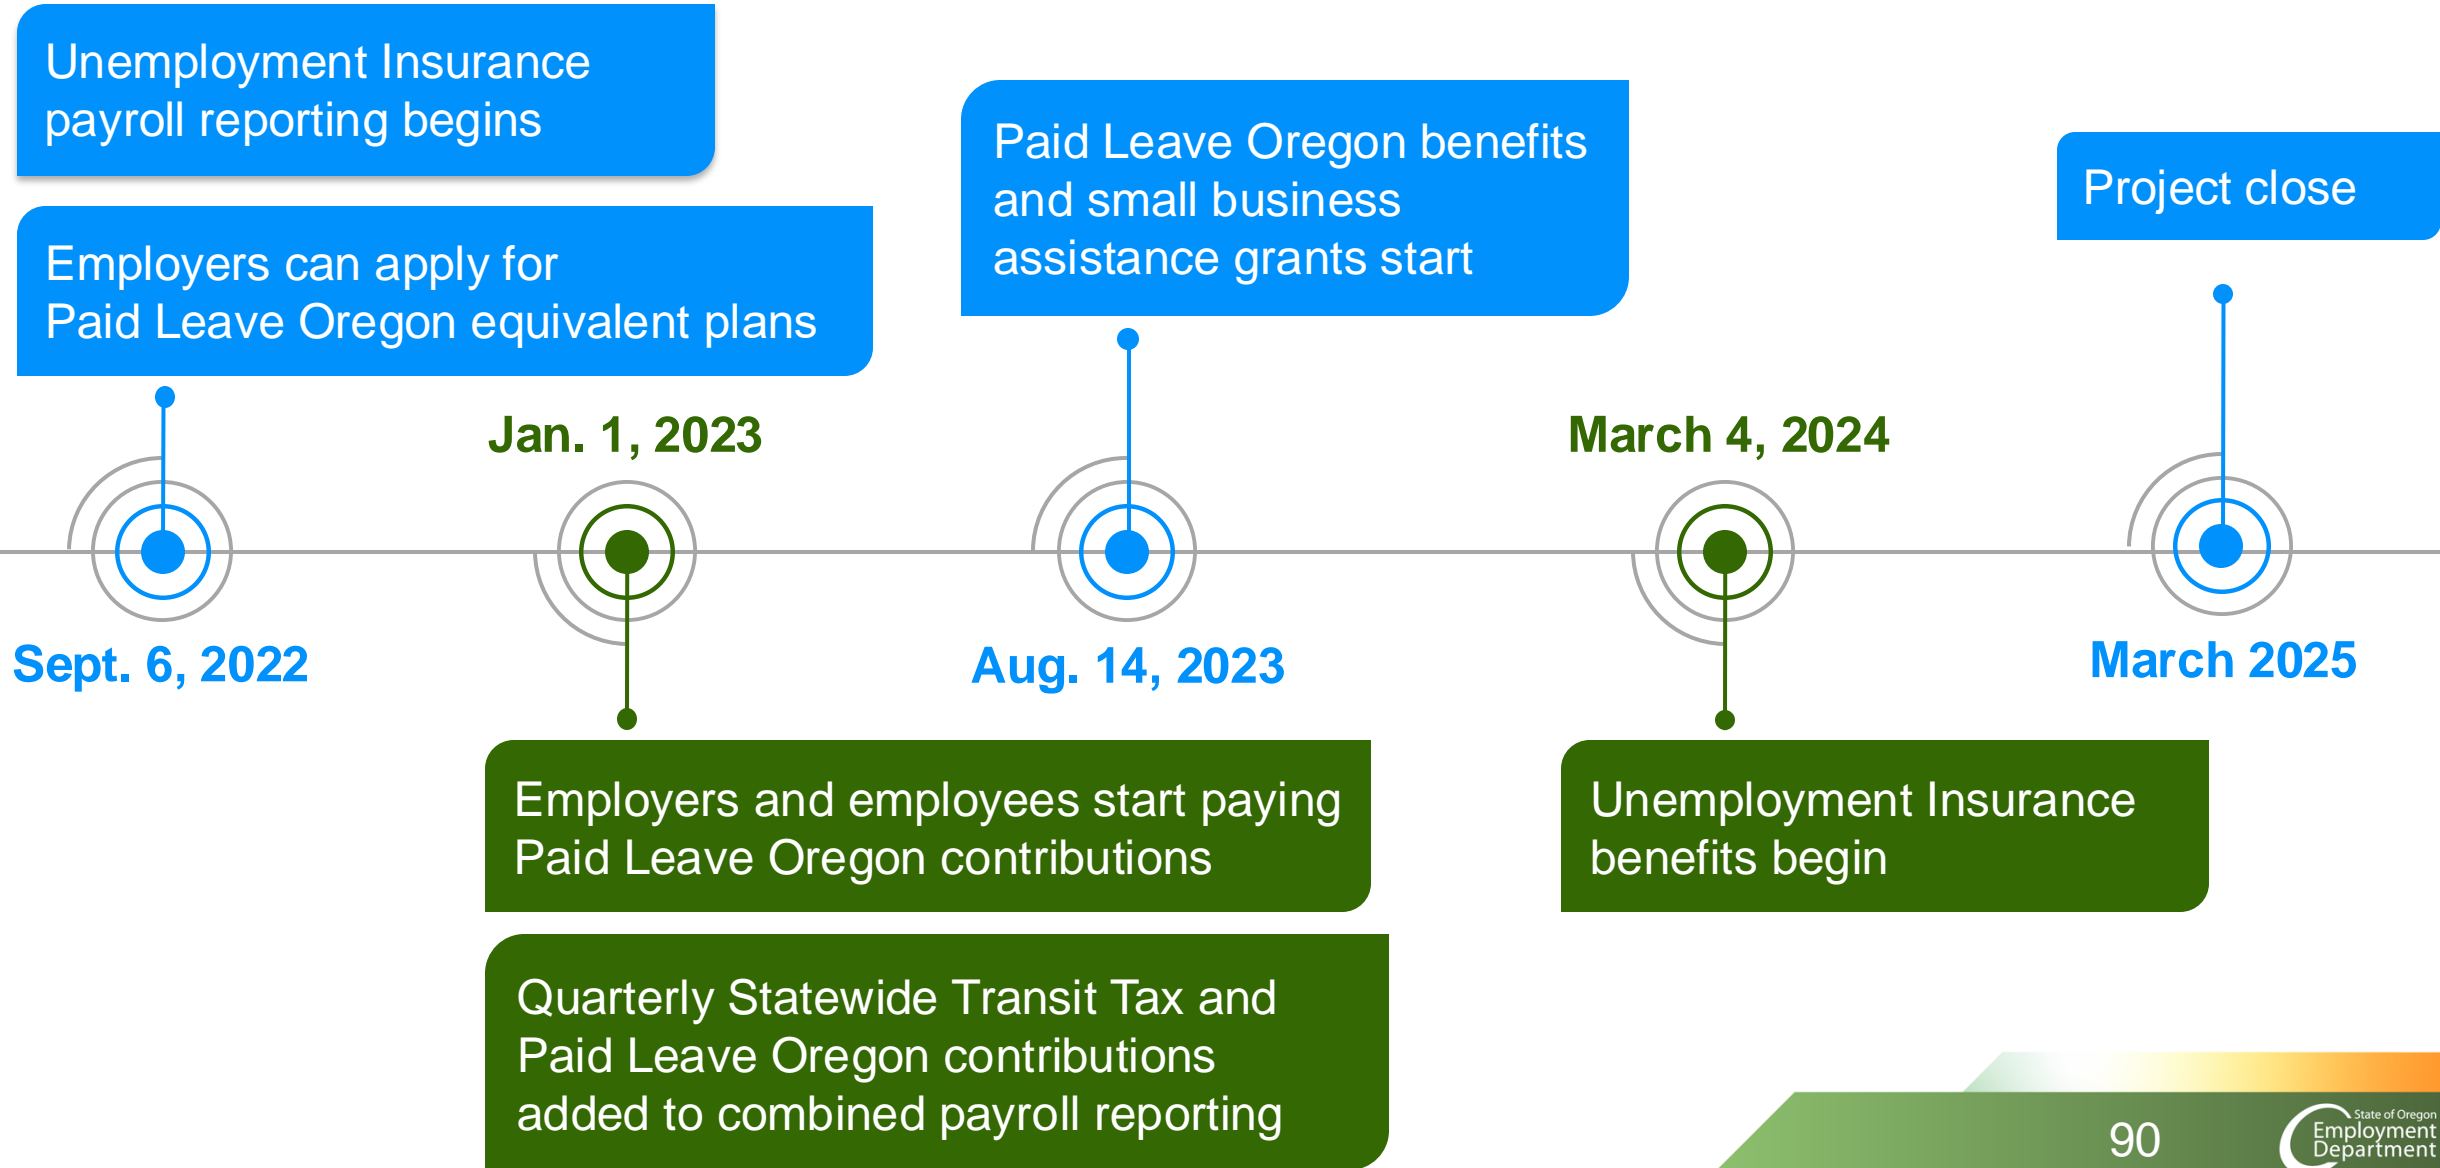 Unemployment Insurance
payroll reporting begins
Employers can apply for
Paid Leave Oregon equivalent plans
Sept. 6, 2022
Jan. 1, 2023
Employers and employees start paying
Paid Leave Oregon contributions
Quarterly Statewide Transit Tax and
Paid Leave Oregon contributions
added to combined payroll reporting
Paid Leave Oregon benefits
and small business
assistance grants start
Aug. 14, 2023
March 4, 2024
Unemployment Insurance
benefits begin
Project close
March 2025
90
State of Oregon
Employment
Department